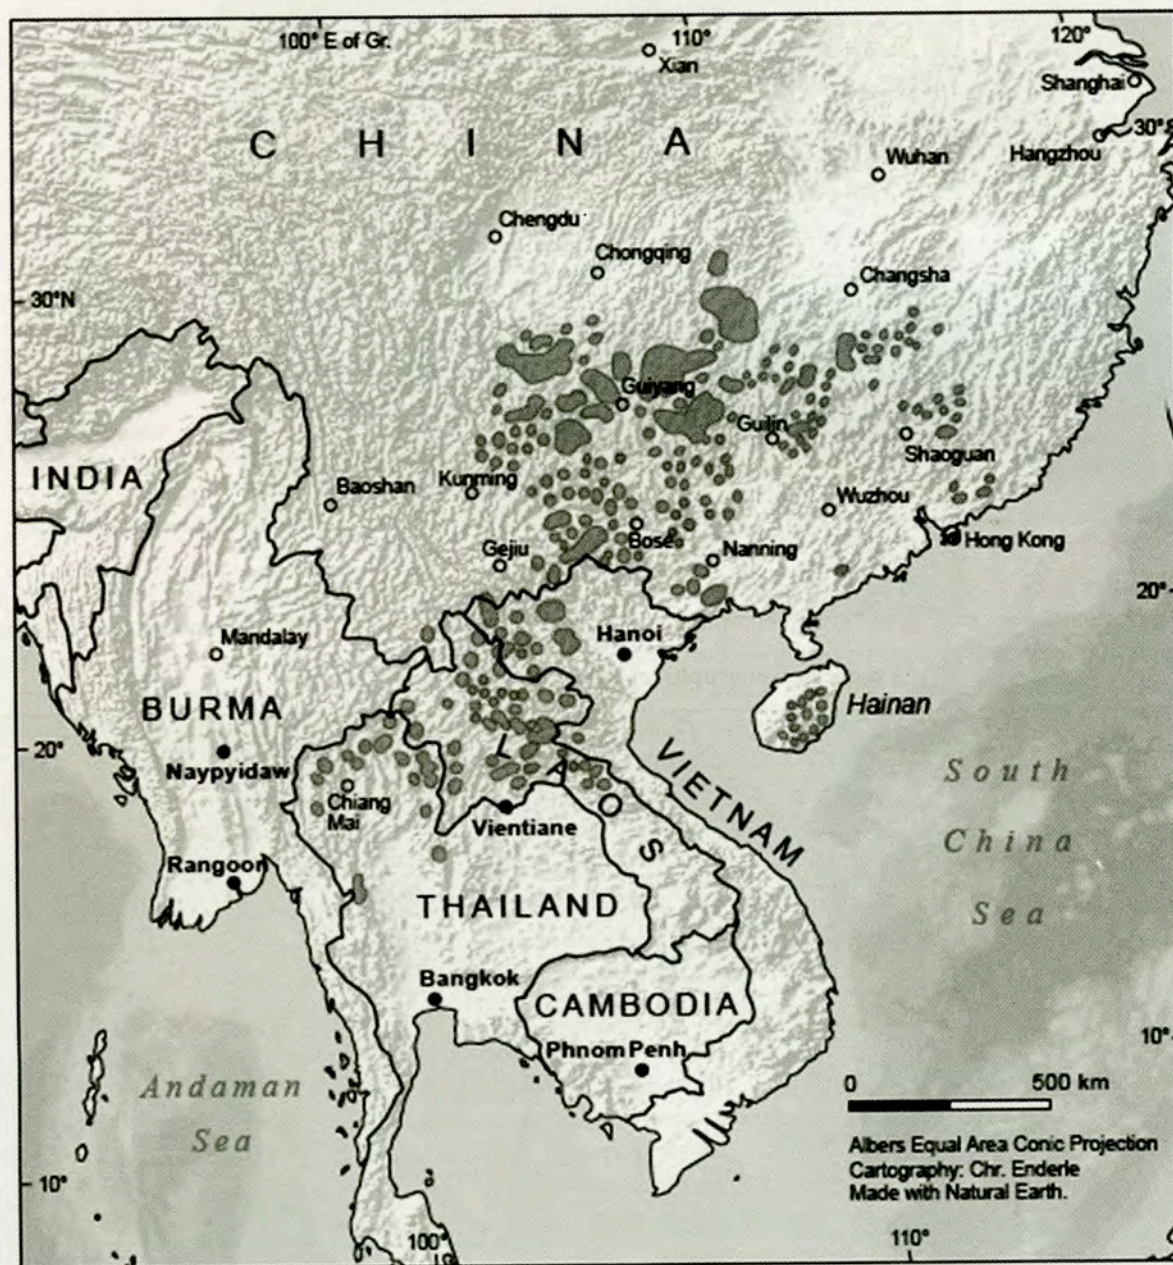 100° E of Gr.
110°
120°
Xian
Shanghai
30°
C H I N A
Hangzhou
Wuhan
Chengdu
Chongqing
Changsha
30°N
Guiyang
Guilin
Shaoguan
INDIA
Baoshan
Kunming
Wuzhou
Gejiu
Bose
Nanning
Hong Kong
20°
Mandalay
Hanoi
BURMA
Hainan
20°
Naypyidaw
LAOS
VIETNAM
South
China
Sea
Chiang
Mai
Vientiane
Rangoon
THAILAND
Bangkok
CAMBODIA
Phnom Penh
10°
Andaman
Sea
0 500 km
Albers Equal Area Conic Projection
Cartography: Chr. Enderle
Made with Natural Earth.
10°
100°
110°